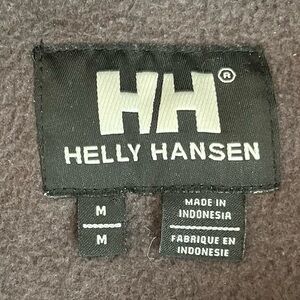 HH®
HELLY HANSEN
M
M
MADE IN
INDONESIA
FABRIQUE EN
INDONESIE